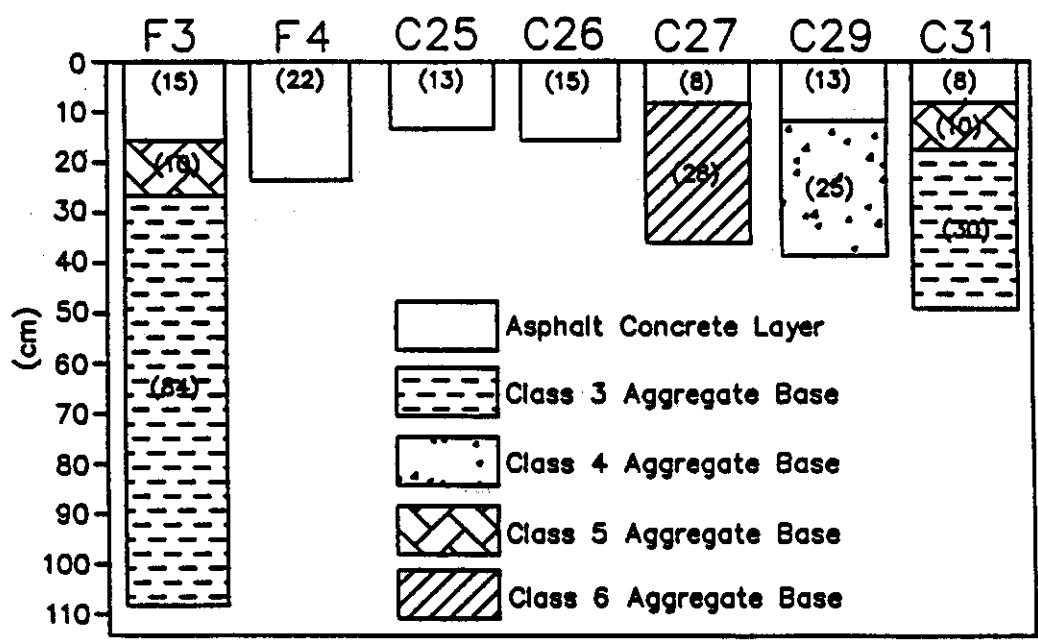 F3 F4 C25 C26 C27 C29 C31
0
(15) (22) (13) (15) (8) (13) (8)
10
(10)
20
(10)
(28) (25)
30
(30)
40
50
Asphalt Concrete Layer
(cm)
60
(84)
Class 3 Aggregate Base
70
80
Class 4 Aggregate Base
90
Class 5 Aggregate Base
100
Class 6 Aggregate Base
110